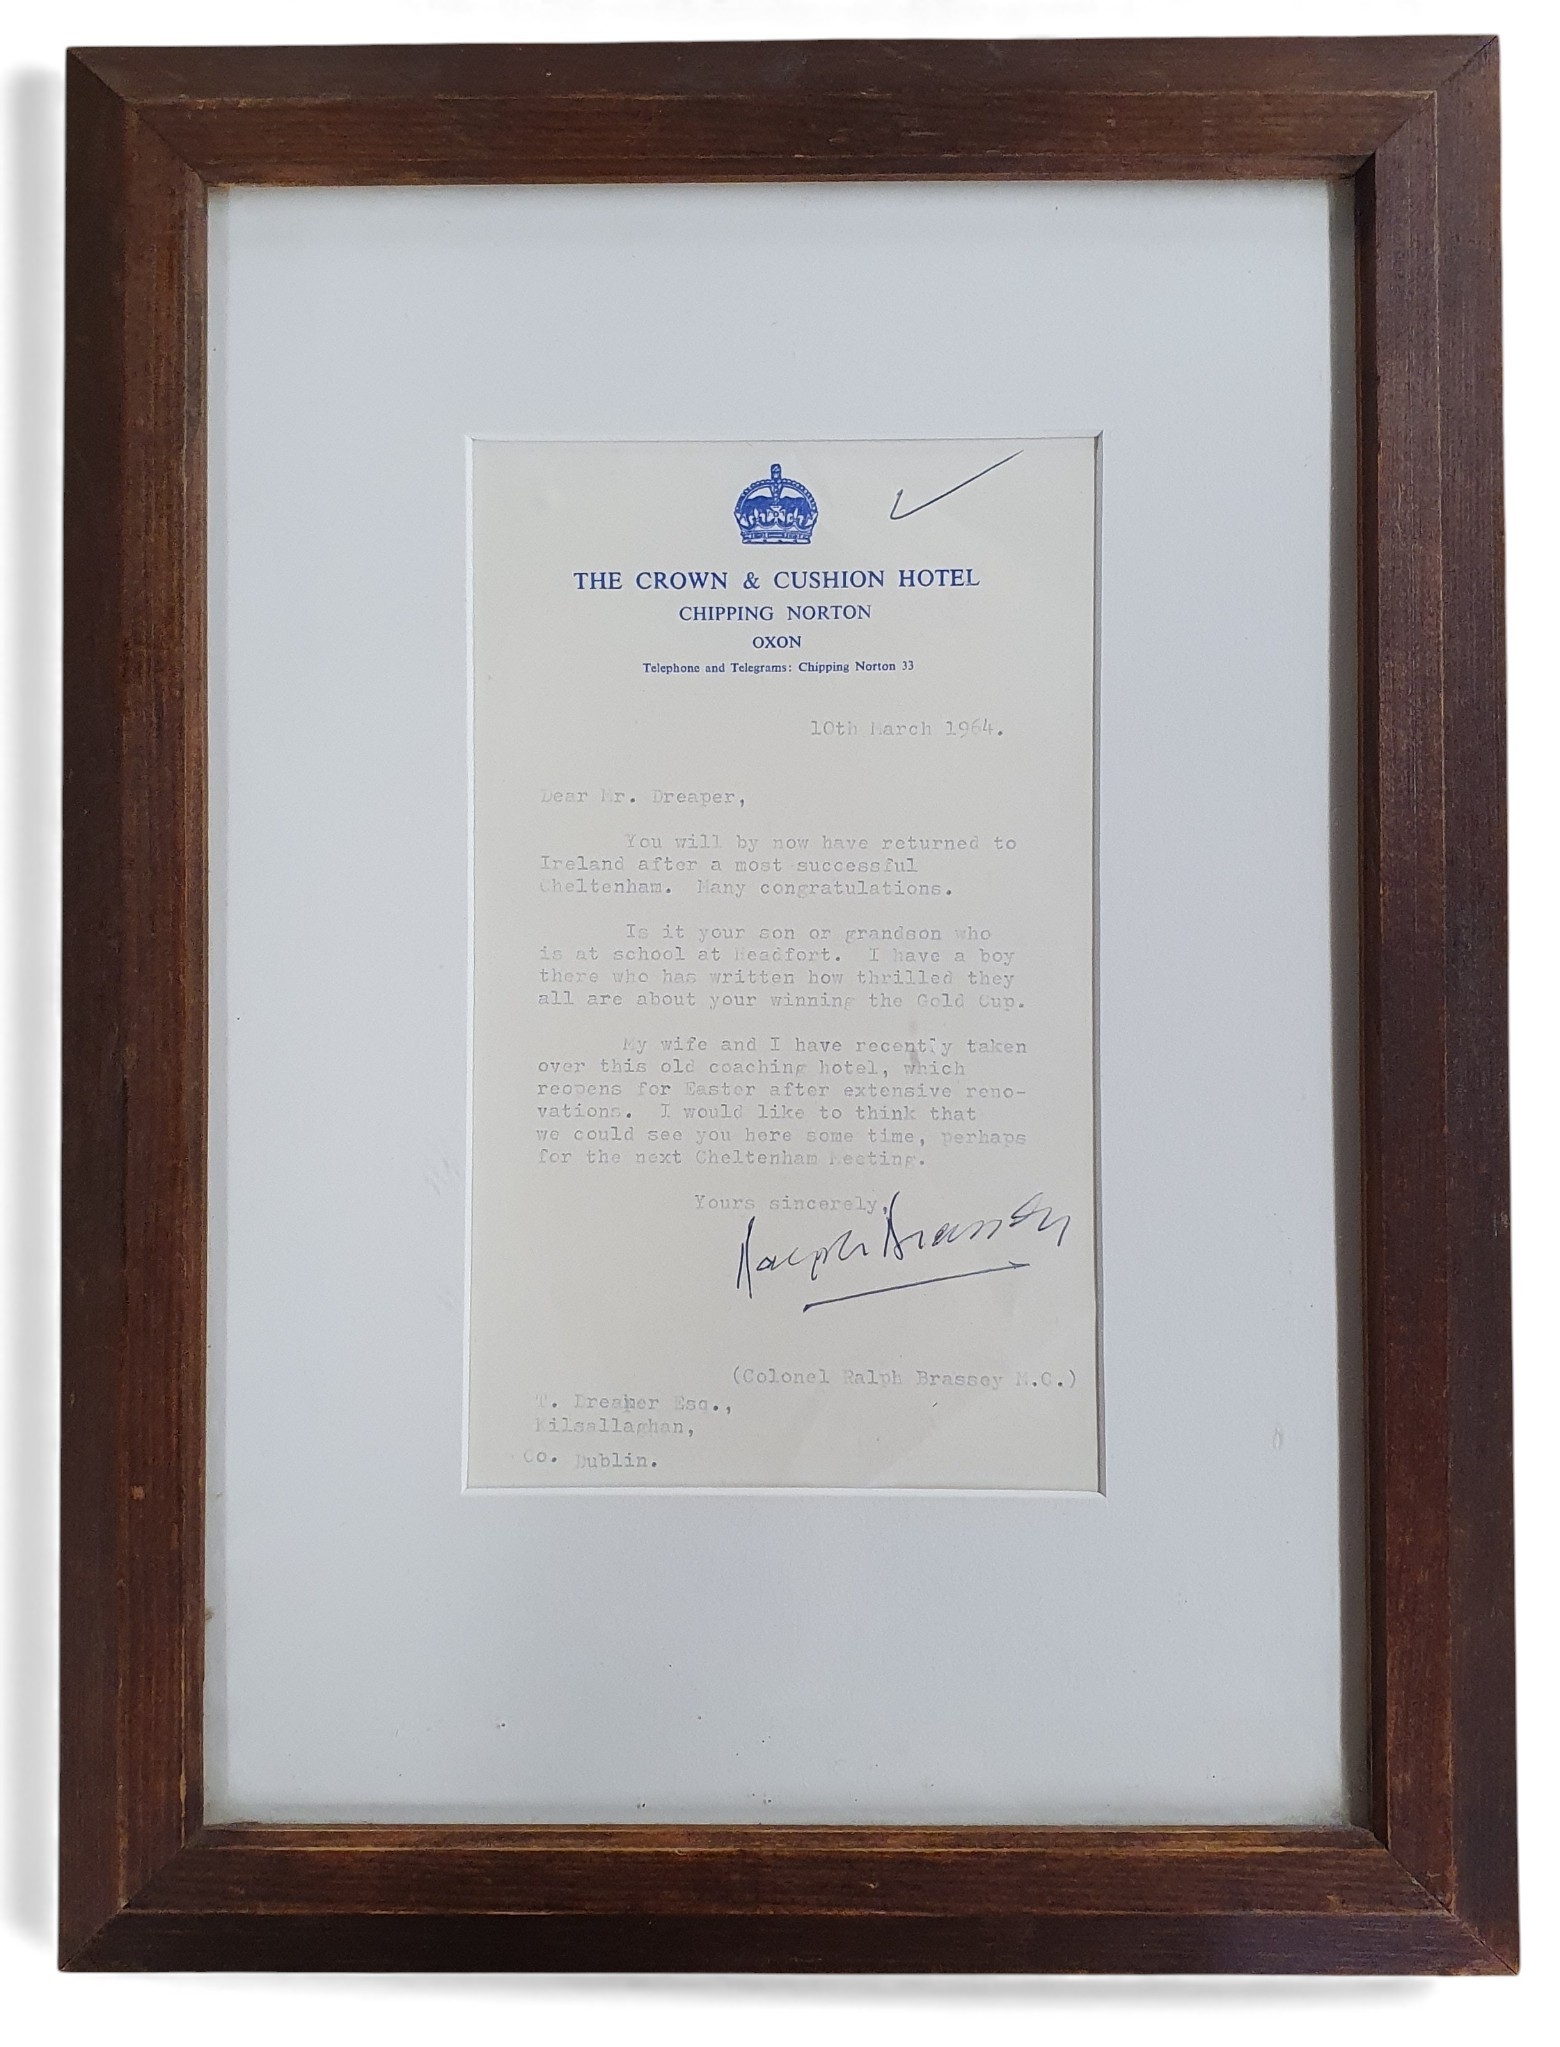 THE CROWN & CUSHION HOTEL
CHIPPING NORTON
OXON
Telephone and Telegrams: Chipping Norton 33
10th March 1964.
Dear Mr. Dreaper,
You will by now have returned to
Ireland after a most successful
Cheltenham. Many congratulations.
Is it your son or grandson who
is at school at Headfort. I have a boy
there who has written how thrilled they
all are about your winning the Gold Cup.
My wife and I have recently taken
over this old coaching hotel, which
reopens for Easter after extensive reno-
vations. I would like to think that
we could see you here some time, perhaps
for the next Cheltenham Meeting.
Yours sincerely,
Ralph Brassey
(Colonel Ralph Brassey M.C.)
T. Dreaper Esq.,
Kilsallaghan,
Co. Dublin.